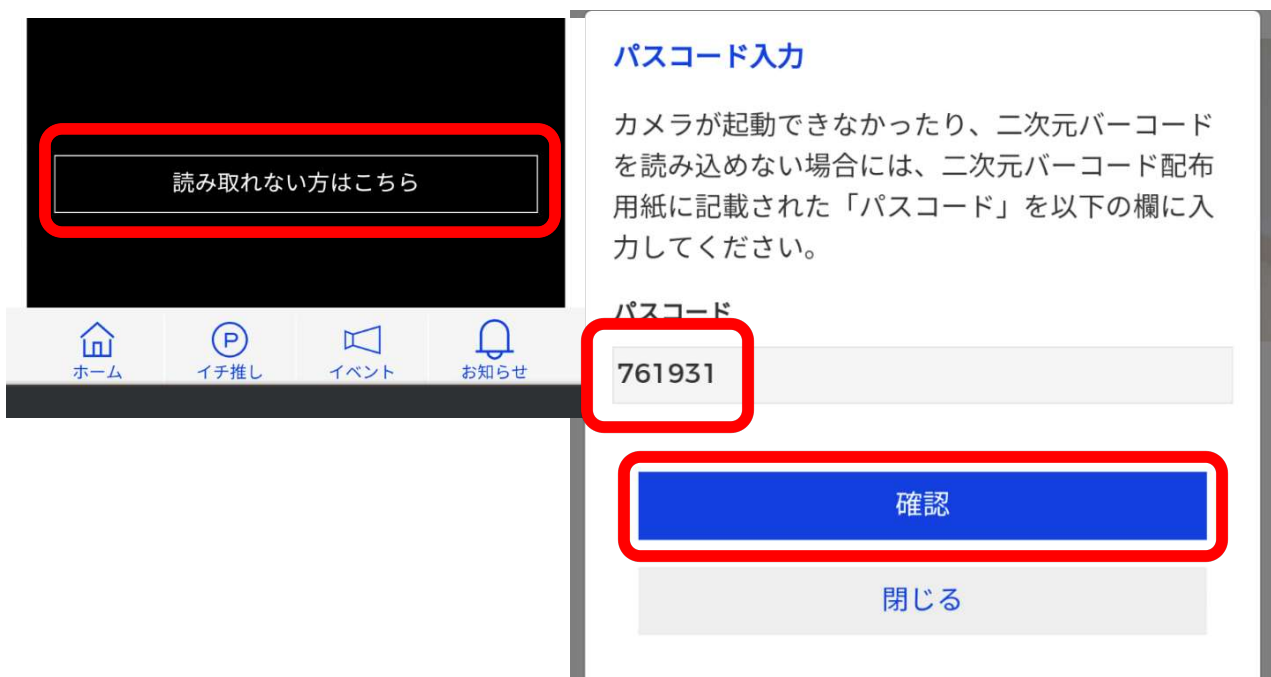 読み取れない方はこちら
ホーム
イチ推し
イベント
お知らせ
パスコード入力
カメラが起動できなかったり、二次元バーコード
を読み込めない場合には、二次元バーコード配布
用紙に記載された「パスコード」を以下の欄に入
力してください。
パスコード
761931
確認
閉じる